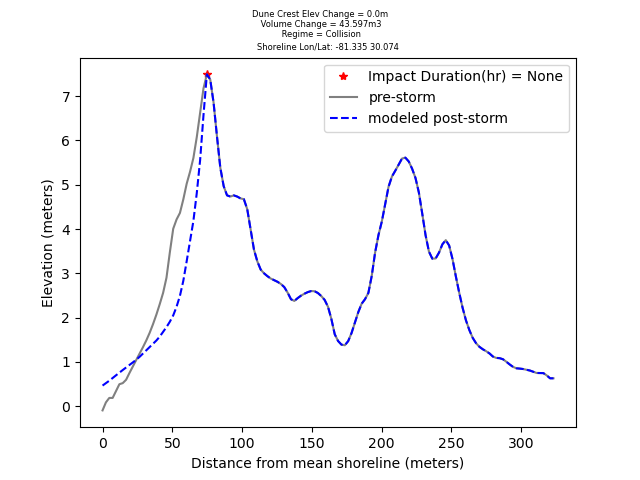 Dune Crest Elev Change = 0.0m
Volume Change = 43.597m3
Regime = Collision
Shoreline Lon/Lat: -81.335 30.074
Impact Duration(hr) = None
pre-storm
modeled post-storm
Elevation (meters)
7
6
5
4
3
2
1
0
0 50 100 150 200 250 300
Distance from mean shoreline (meters)